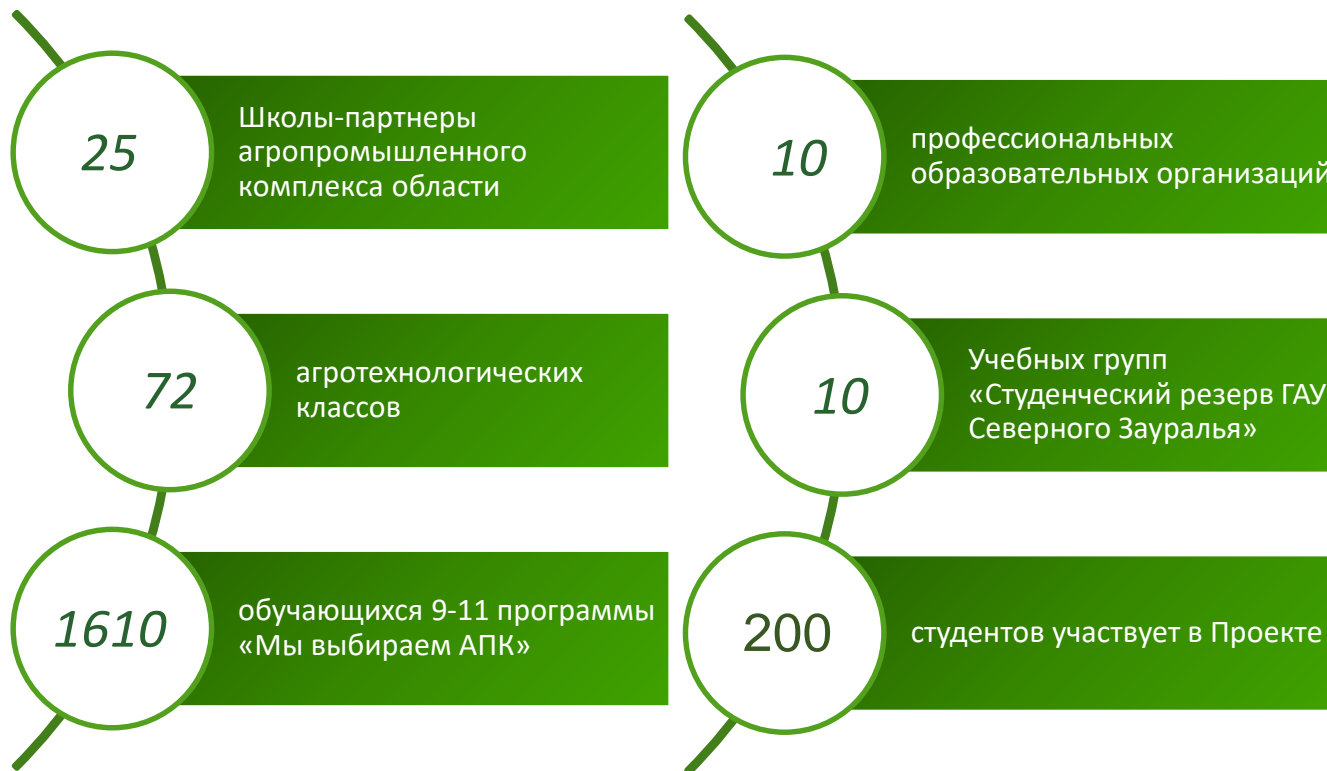 25
Школы-партнеры
агропромышленного
комплекса области
72
агротехнологических
классов
1610
обучающихся 9-11 программы
«Мы выбираем АПК»
10
профессиональных
образовательных организаций
10
Учебных групп
«Студенческий резерв ГАУ
Северного Зауралья»
200
студентов участвует в Проекте